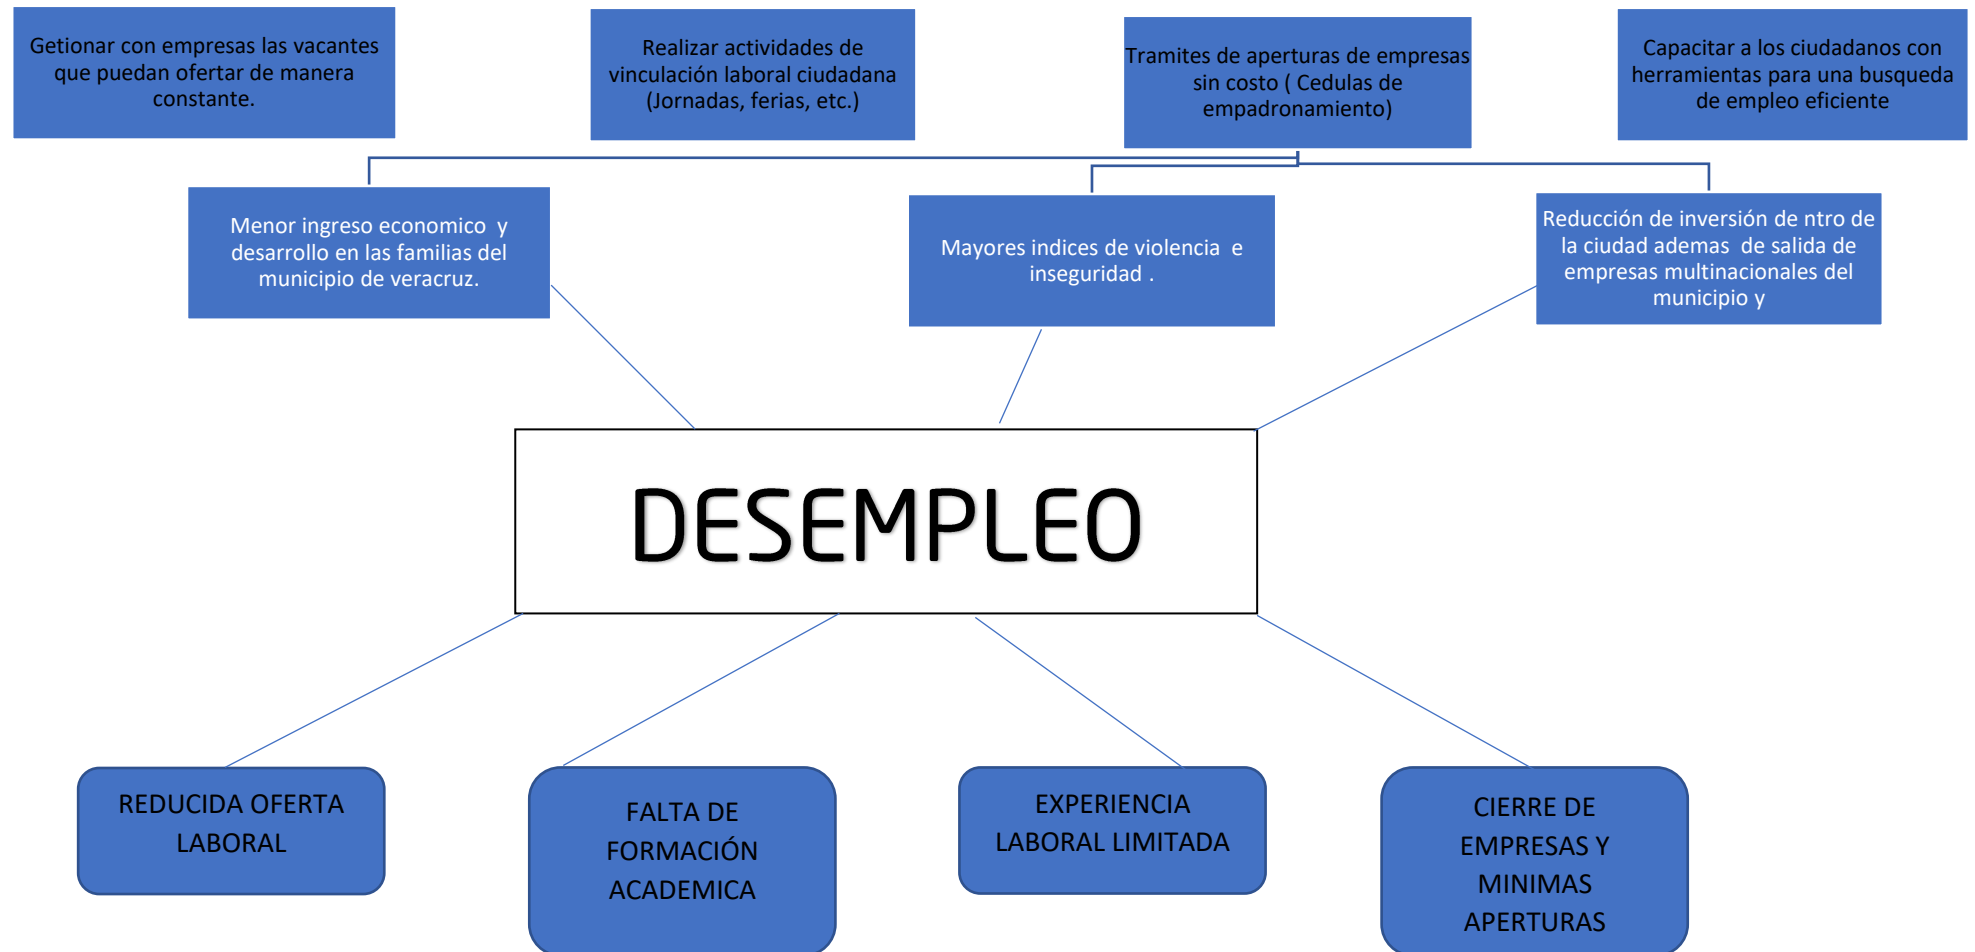 Getionar con empresas las vacantes
que puedan ofertar de manera
constante.
Realizar actividades de
vinculación laboral ciudadana
(Jornadas, ferias, etc.)
Tramites de aperturas de empresas
sin costo ( Cedulas de
empadronamiento)
Capacitar a los ciudadanos con
herramientas para una busqueda
de empleo eficiente
Menor ingreso economico  y
desarrollo en las familias del
municipio de veracruz.
Mayores indices de violencia  e
inseguridad .
Reducción de inversión de ntro de
la ciudad ademas  de salida de
empresas multinacionales del
municipio y
DESEMPLEO
REDUCIDA OFERTA
LABORAL
FALTA DE
FORMACIÓN
ACADEMICA
EXPERIENCIA
LABORAL LIMITADA
CIERRE DE
EMPRESAS Y
MINIMAS
APERTURAS